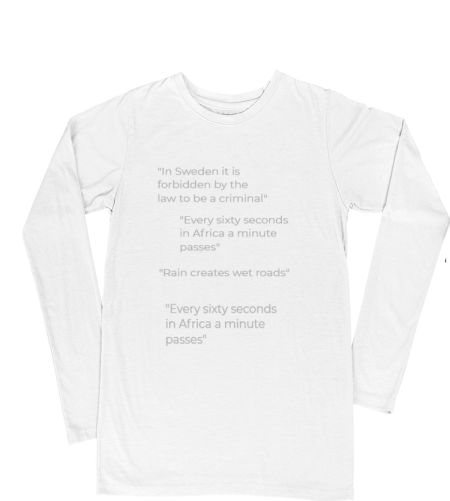 "In Sweden it is
forbidden by the
law to be a criminal"
"Every sixty seconds
in Africa a minute
passes"
"Rain creates wet roads"
"Every sixty seconds
in Africa a minute
passes"